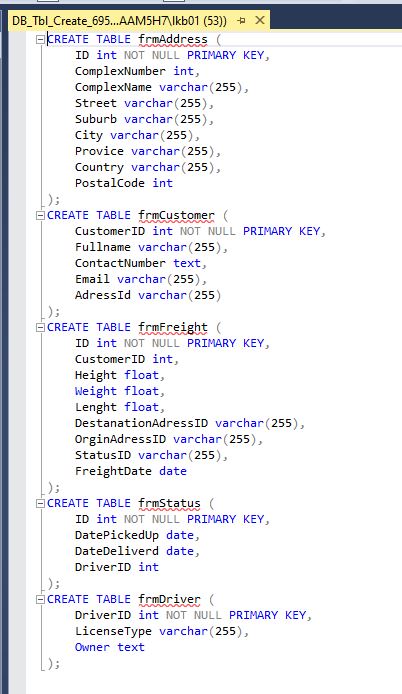 DB_Tbl_Create_695...AAM5H7\lkb01 (53))
CREATE TABLE frmAddress (
ID int NOT NULL PRIMARY KEY,
ComplexNumber int,
ComplexName varchar(255),
Street varchar(255),
Suburb varchar(255),
City varchar(255),
Provice varchar(255),
Country varchar(255),
PostalCode int
);
CREATE TABLE frmCustomer (
CustomerID int NOT NULL PRIMARY KEY,
Fullname varchar(255),
ContactNumber text,
Email varchar(255),
AdressId varchar(255)
);
CREATE TABLE frmFreight (
ID int NOT NULL PRIMARY KEY,
CustomerID int,
Height float,
Weight float,
Lenght float,
DestanationAdressID varchar(255),
OrginAdressID varchar(255),
StatusID varchar(255),
FreightDate date
);
CREATE TABLE frmStatus (
ID int NOT NULL PRIMARY KEY,
DatePickedUp date,
DateDeliverd date,
DriverID int
);
CREATE TABLE frmDriver (
DriverID int NOT NULL PRIMARY KEY,
LicenseType varchar(255),
Owner text
);